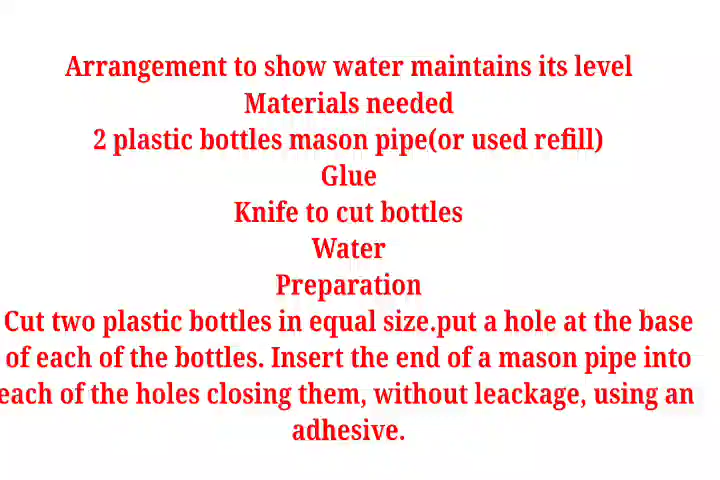 Arrangement to show water maintains its level
Materials needed
2 plastic bottles mason pipe(or used refill)
Glue
Knife to cut bottles
Water
Preparation
Cut two plastic bottles in equal size.put a hole at the base
of each of the bottles. Insert the end of a mason pipe into
each of the holes closing them, without leackage, using an
adhesive.